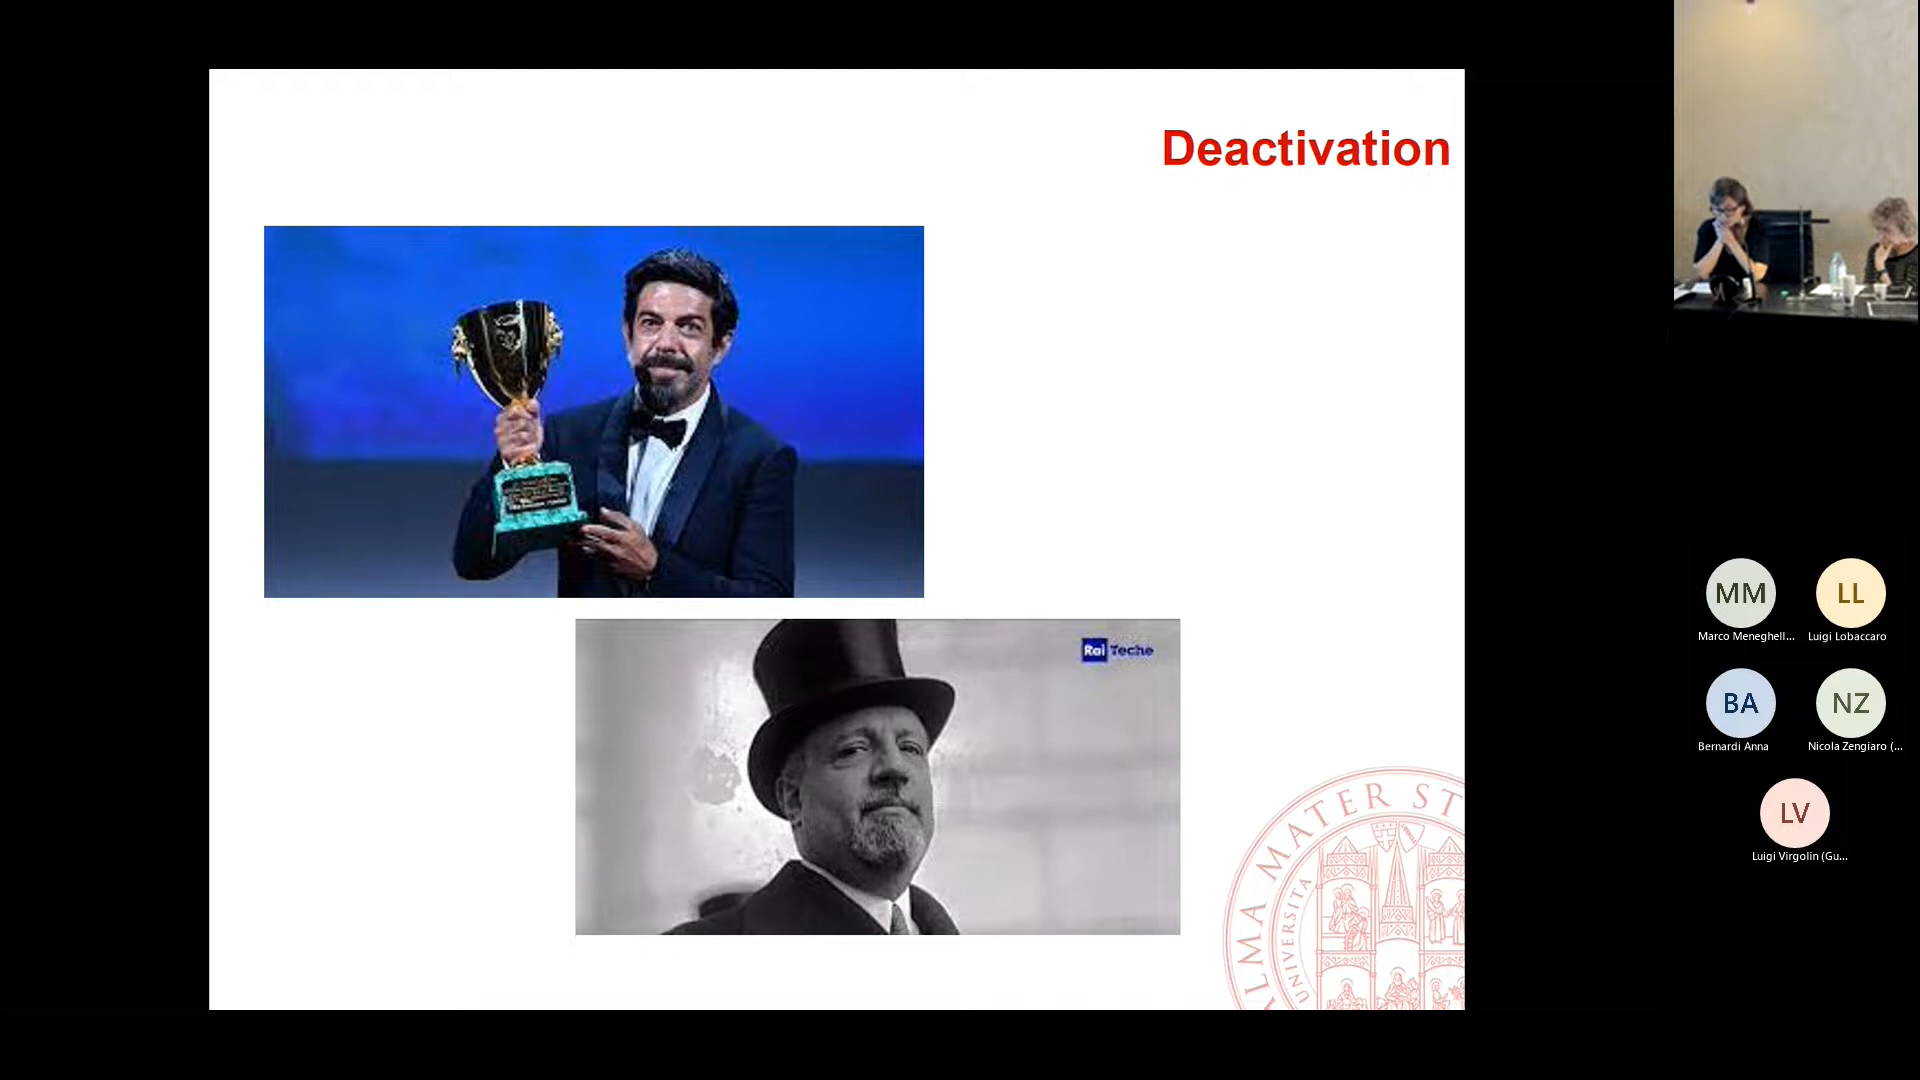 Deactivation
Rai Teche
ALMA MATER ST
UNIVERSITA
MM
Marco Meneghell...
LL
Luigi Lobaccaro
BA
Bernardi Anna
NZ
Nicola Zengiaro (...
LV
Luigi Virgolin (Gu...